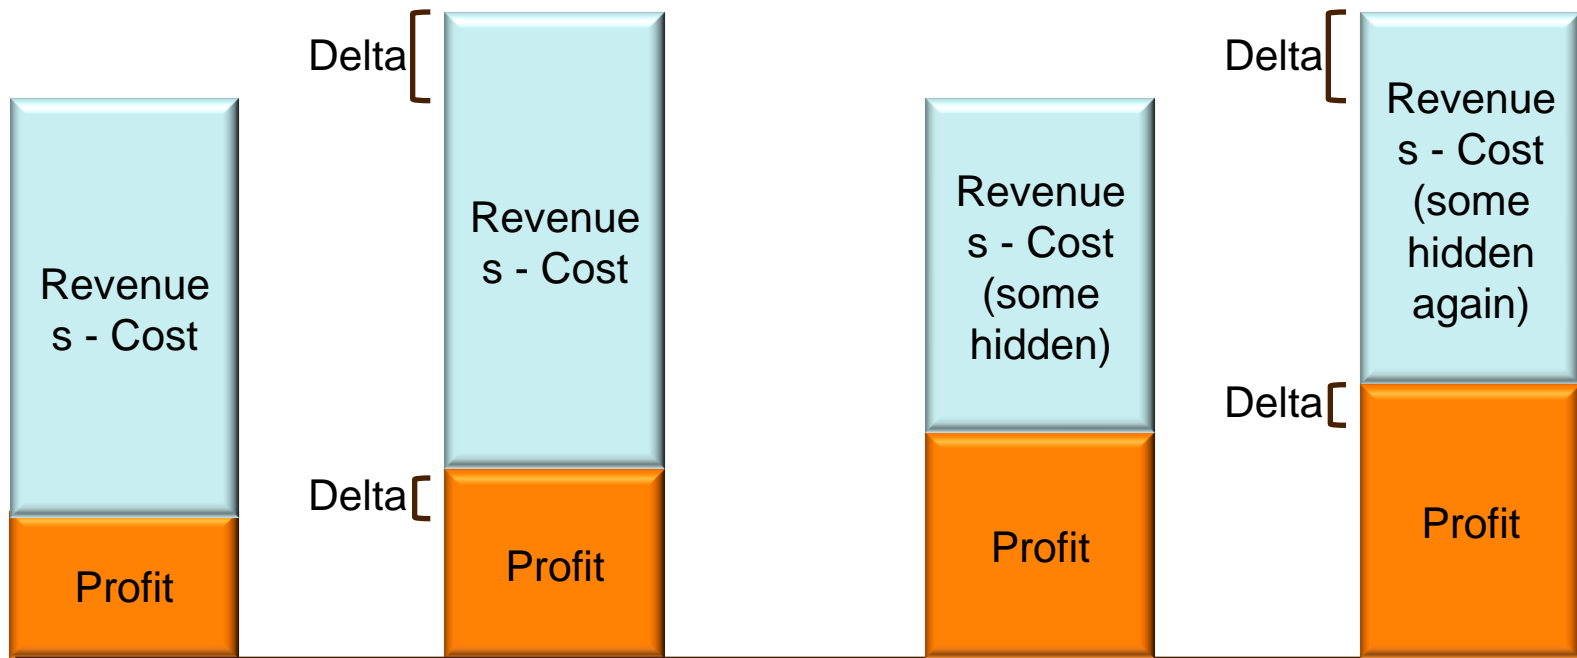 Revenue
s - Cost
Profit
Delta
Revenue
s - Cost
Delta
Profit
Revenue
s - Cost
(some
hidden)
Profit
Delta
Revenue
s - Cost
(some
hidden
again)
Delta
Profit